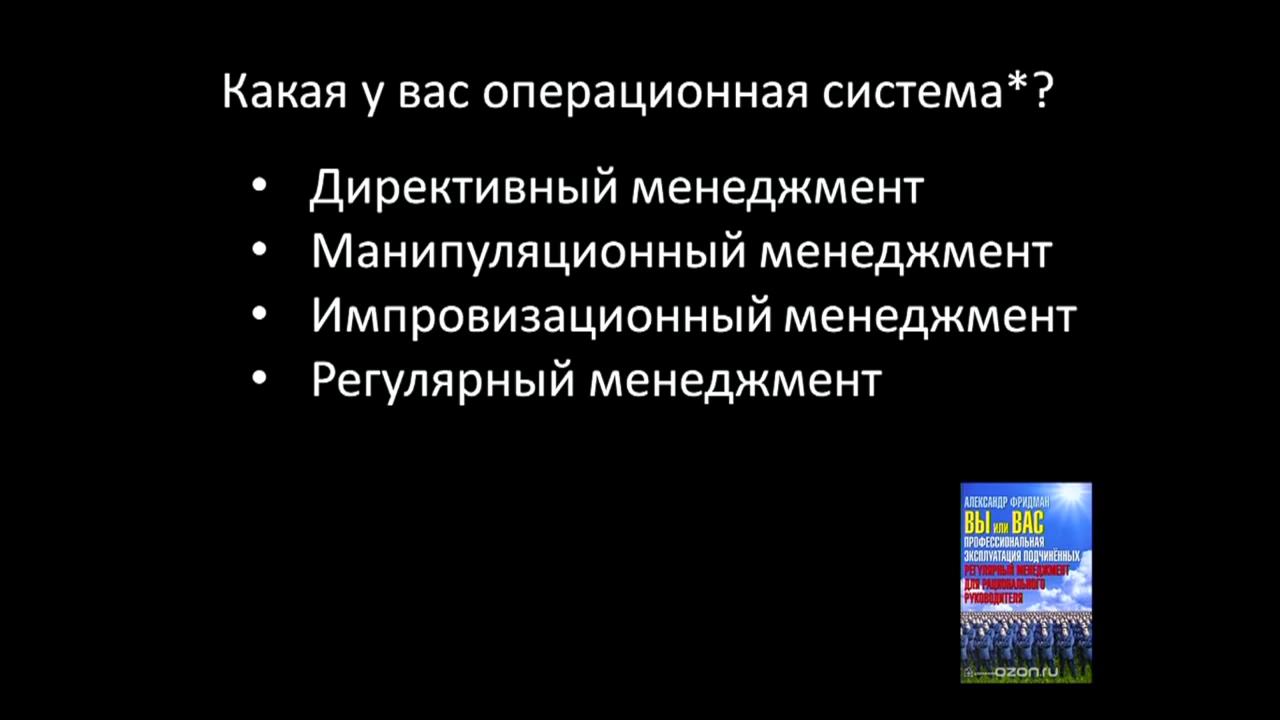 Какая у вас операционная система*?
• Директивный менеджмент
• Манипуляционный менеджмент
• Импровизационный менеджмент
• Регулярный менеджмент
АЛЕКСАНДР ФРИДМАН
ВЫ или ВАС
ПРОФЕССИОНАЛЬНАЯ
ЭКСПЛУАТАЦИЯ ПОДЧИНЁННЫХ
РЕГУЛЯРНЫЙ МЕНЕДЖМЕНТ
ДЛЯ РАЦИОНАЛЬНОГО
РУКОВОДИТЕЛЯ
ozon.ru